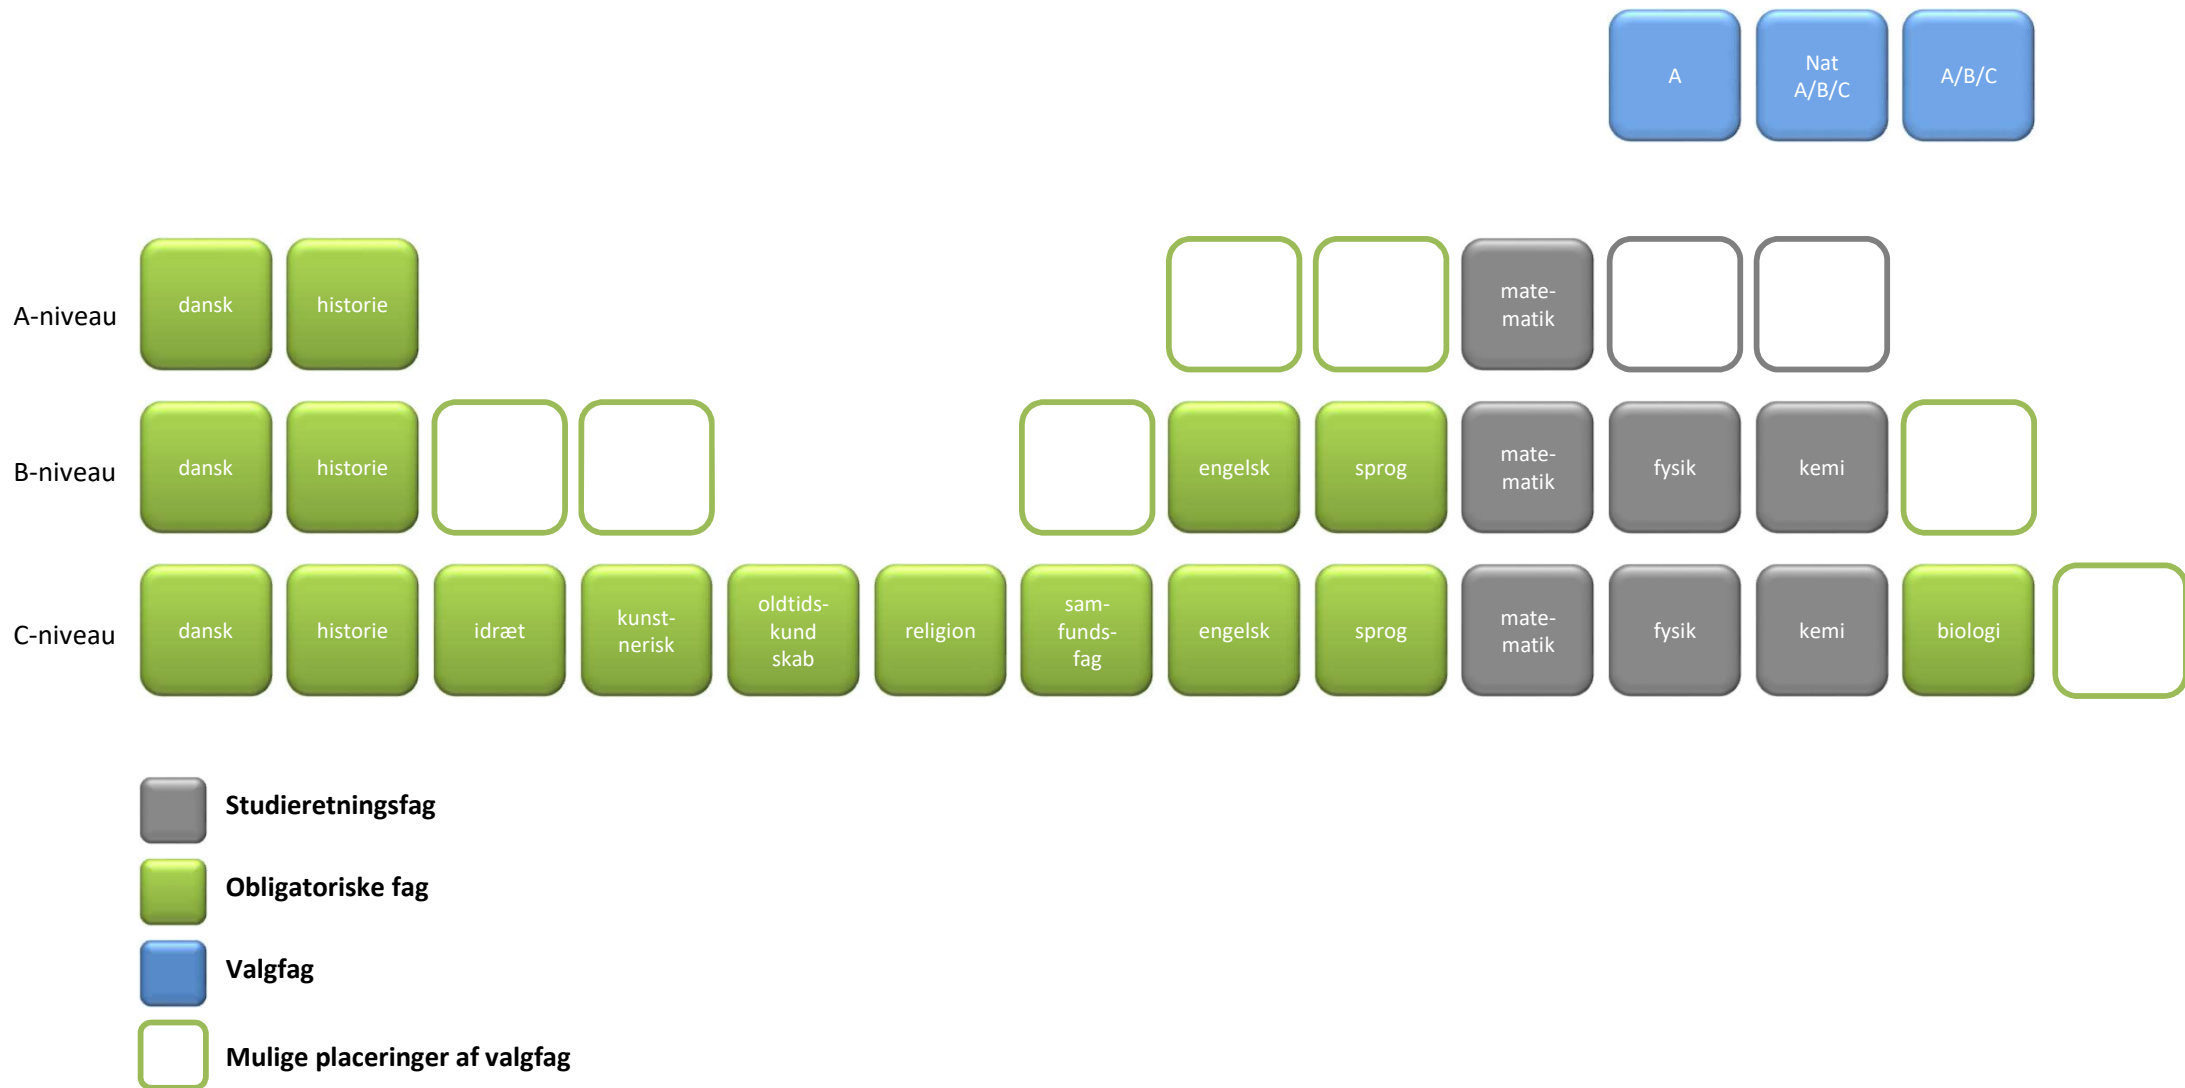 A
Nat
A/B/C
A/B/C
A-niveau
dansk
historie
mate-
matik
B-niveau
dansk
historie
engelsk
sprog
mate-
matik
fysik
kemi
C-niveau
dansk
historie
idræt
kunst-
nerisk
oldtids-
kund
skab
religion
sam-
funds-
fag
engelsk
sprog
mate-
matik
fysik
kemi
biologi
Studieretningsfag
Obligatoriske fag
Valgfag
Mulige placeringer af valgfag